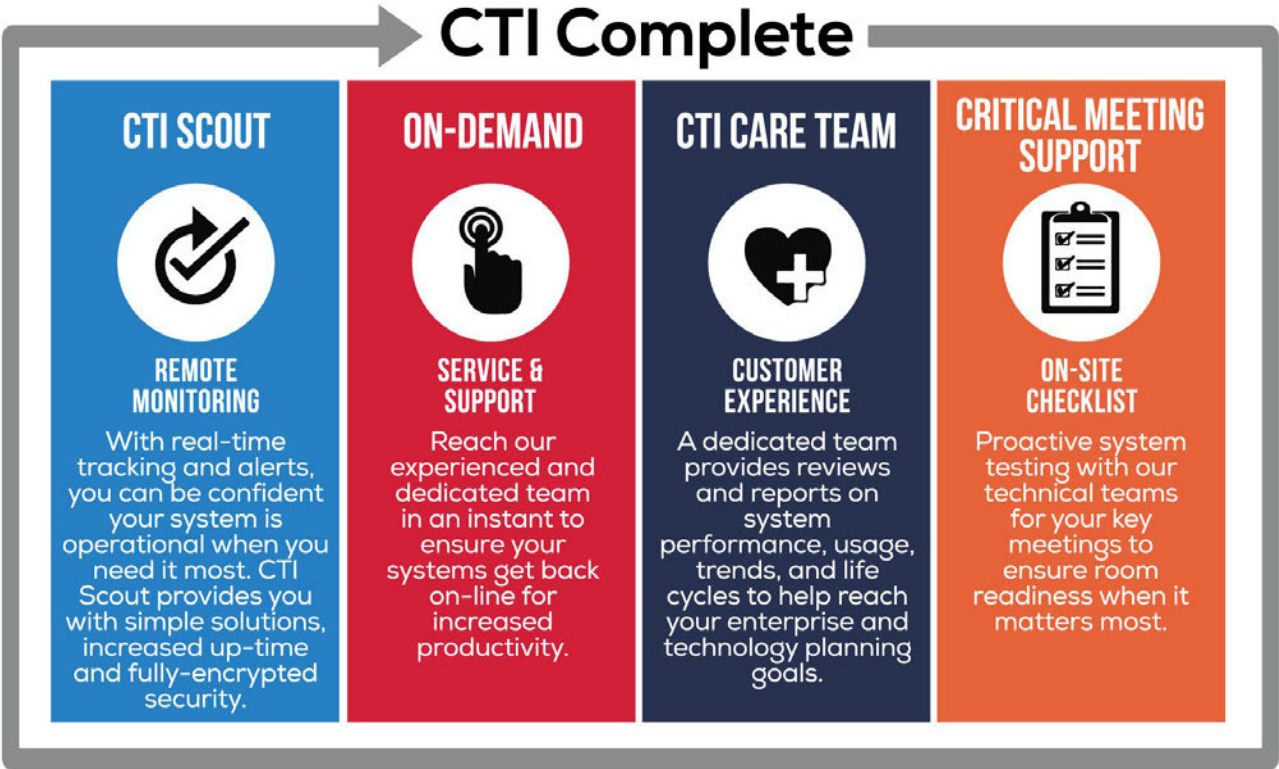 CTI Complete
CTI SCOUT
REMOTE
MONITORING
With real-time
tracking and alerts,
you can be confident
your system is
operational when you
need it most. CTI
Scout provides you
with simple solutions,
increased up-time
and fully-encrypted
security.
ON-DEMAND
SERVICE &
SUPPORT
Reach our
experienced and
dedicated team
in an instant to
ensure your
systems get back
on-line for
increased
productivity.
CTI CARE TEAM
CUSTOMER
EXPERIENCE
A dedicated team
provides reviews
and reports on
system
performance, usage,
trends, and life
cycles to help reach
your enterprise and
technology planning
goals.
CRITICAL MEETING
SUPPORT
ON-SITE
CHECKLIST
Proactive system
testing with our
technical teams
for your key
meetings to
ensure room
readiness when it
matters most.